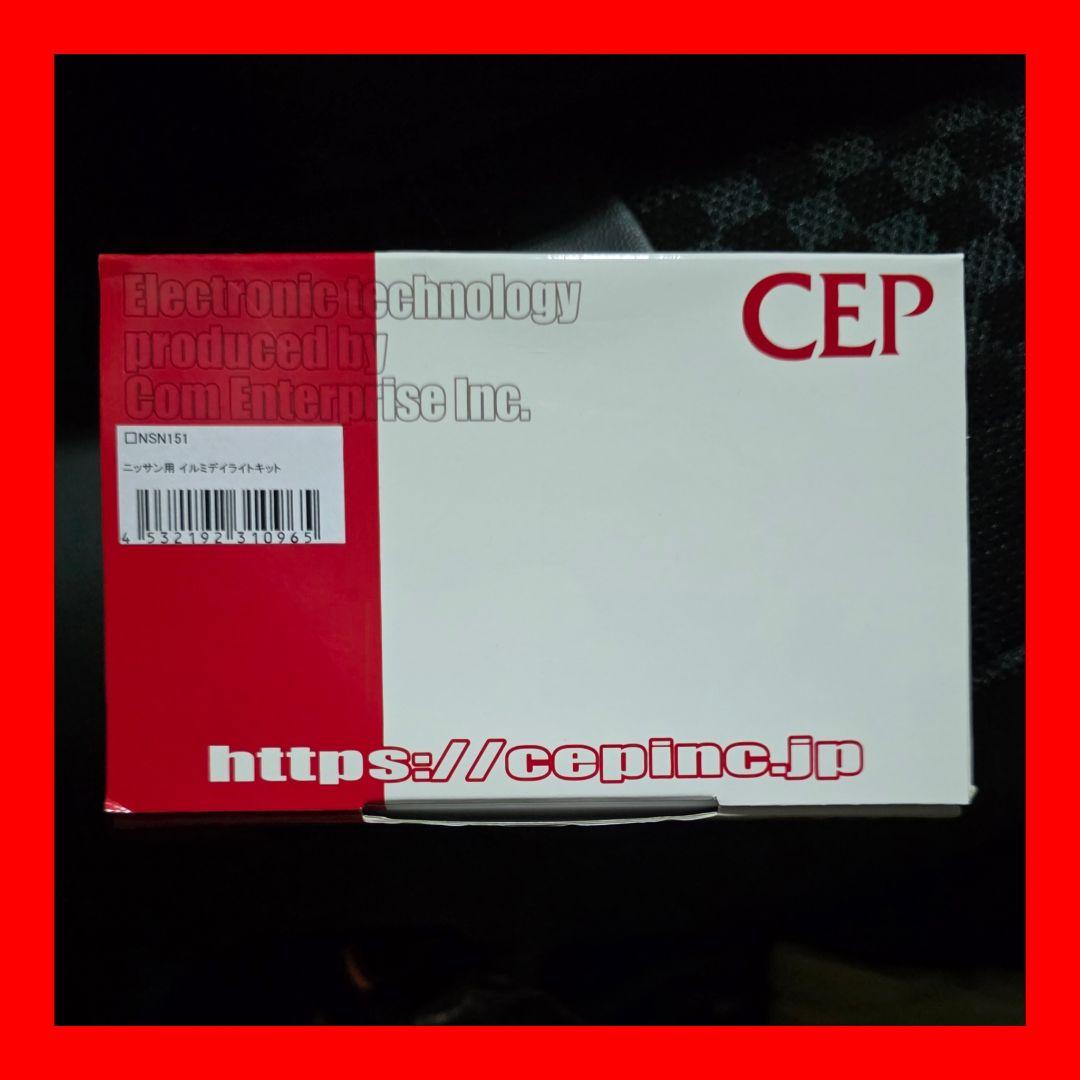 Electronic technology
produced by
Com Enterprise Inc.
CEP
□NSN151
ニッサン用 イルミデイライトキット
4 532192 310965
https://cepinc.jp